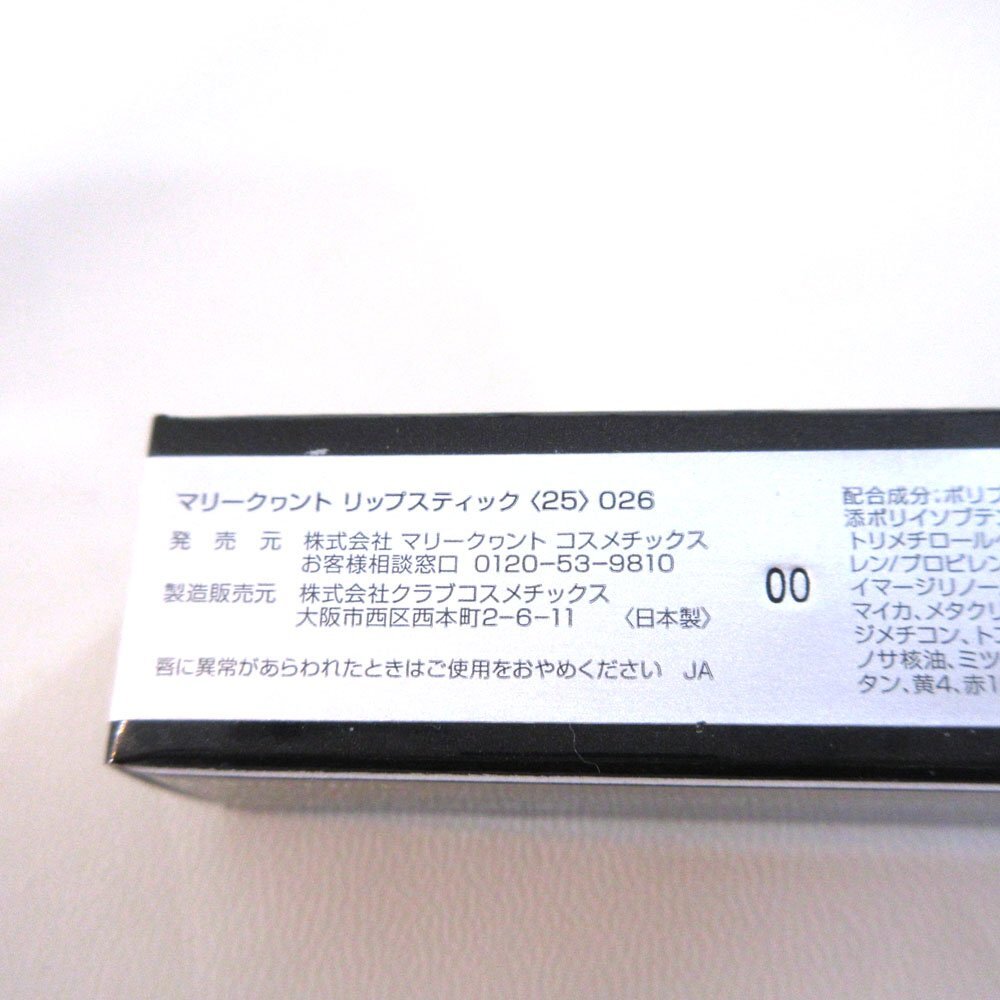 マリークヮント リップスティック〈25〉026
発売元 株式会社 マリークヮント コスメチックス
お客様相談窓口 0120-53-9810
製造販売元 株式会社クラブコスメチックス
大阪市西区西本町2-6-11 〈日本製〉
唇に異常があらわれたときはご使用をおやめください JA
00
配合成分:ポリブ
添ポリイソブテン
トリメチロール
レン/プロピレン
イマージリノー
マイカ、メタクリ
ジメチコン、ト
ノサ核油、ミツ
タン、黄4、赤1